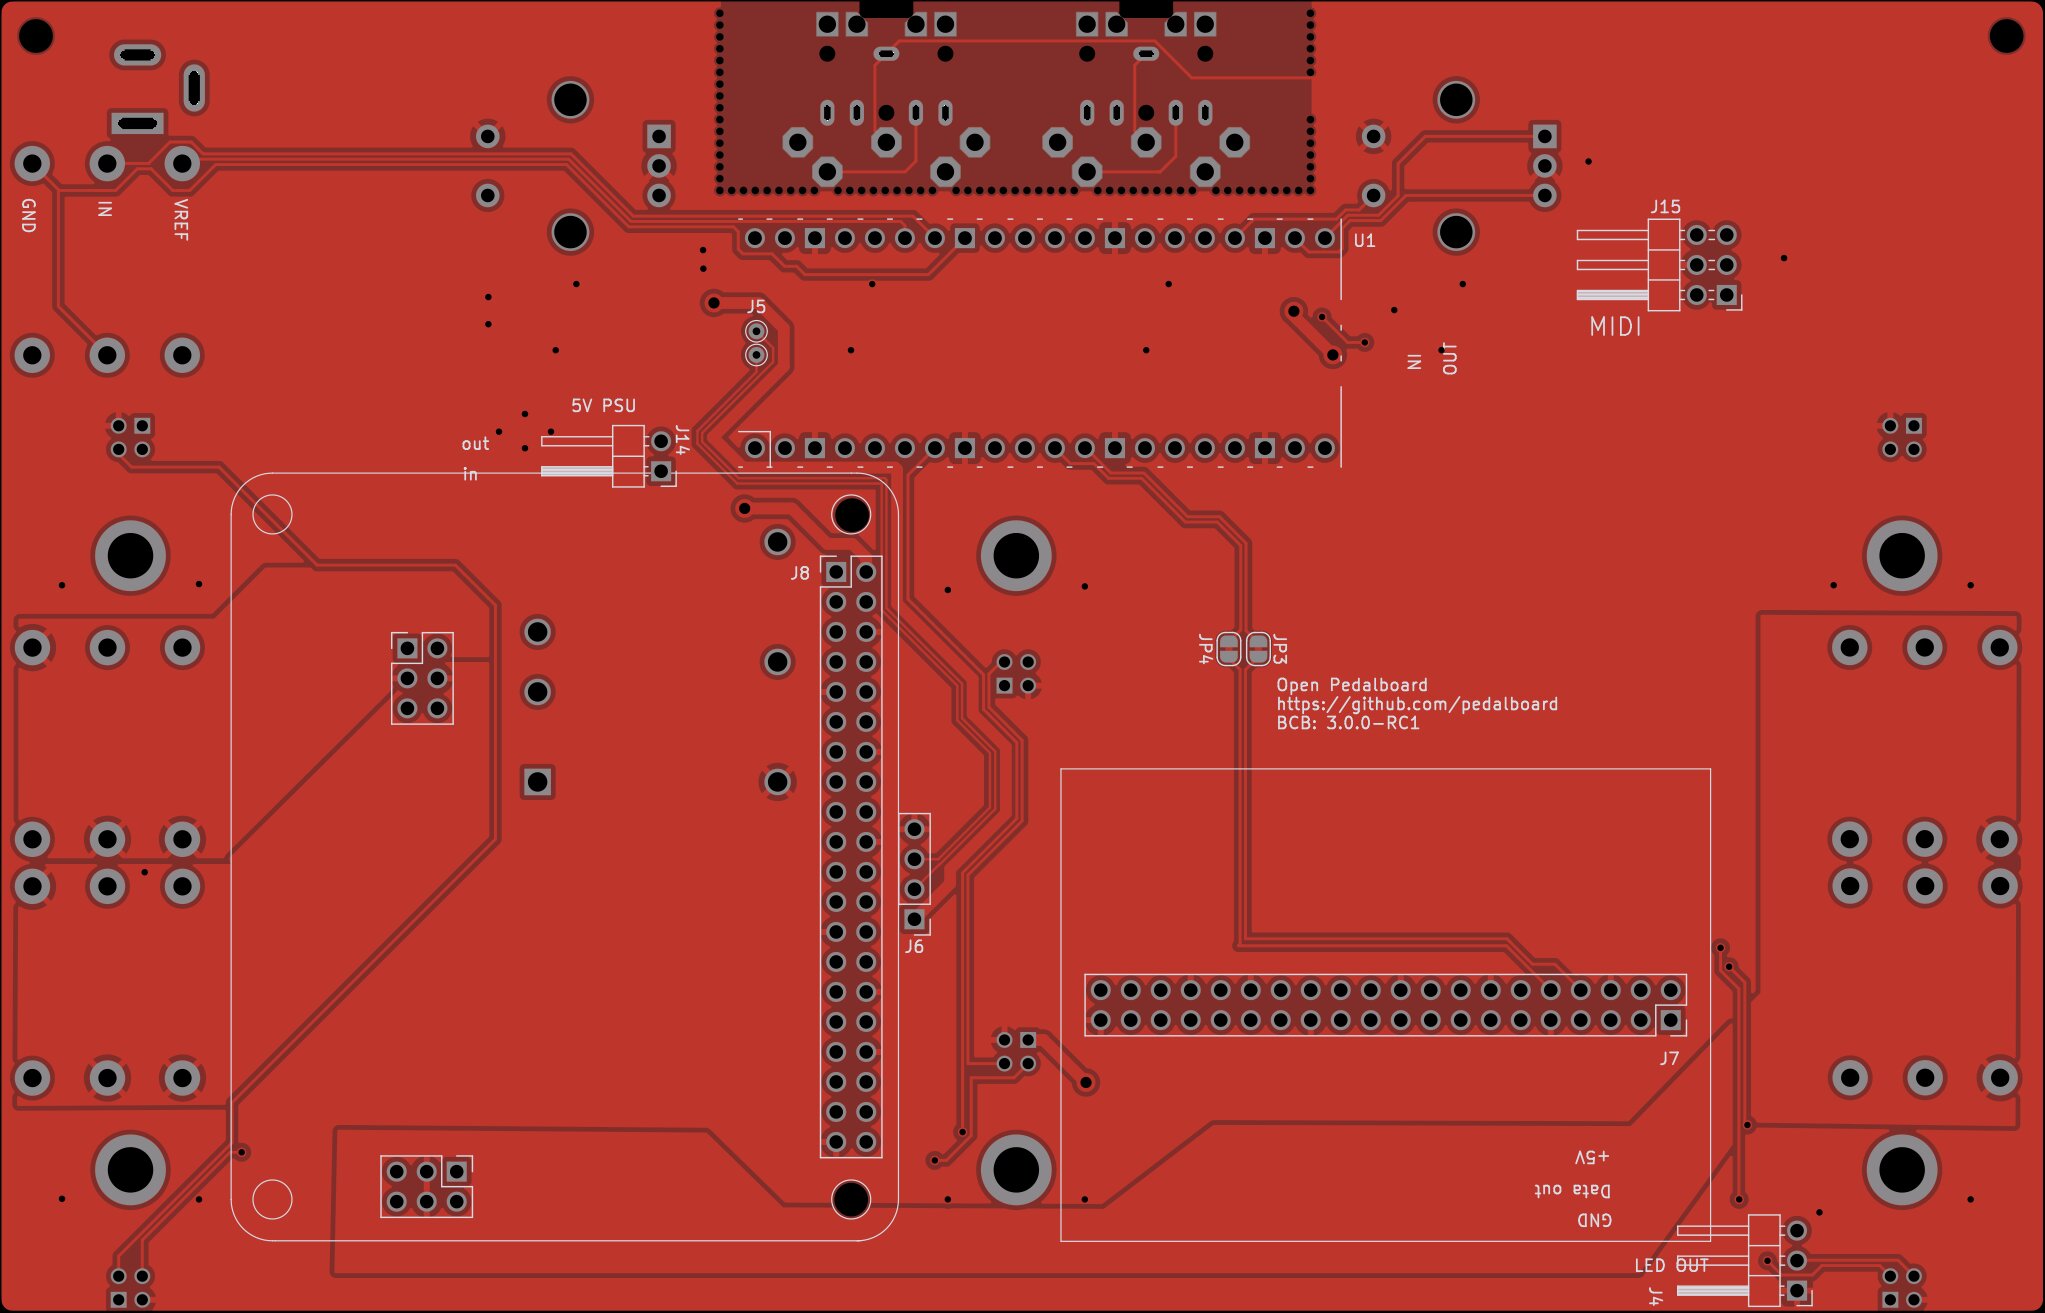 GND
IN
VREF
J15
U1
MIDI
IN
OUT
J5
5V PSU
out
in
J14
J8
JP4
JP3
Open Pedalboard
https://github.com/pedalboard
BCB: 3.0.0-RC1
J6
J7
+5V
Data out
GND
LED OUT
J4